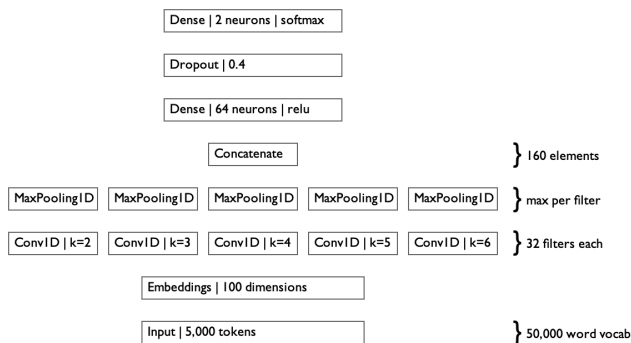 Dense | 2 neurons | softmax
Dropout | 0.4
Dense | 64 neurons | relu
Concatenate } 160 elements
MaxPooling1D MaxPooling1D MaxPooling1D MaxPooling1D MaxPooling1D } max per filter
Conv1D | k=2 Conv1D | k=3 Conv1D | k=4 Conv1D | k=5 Conv1D | k=6 } 32 filters each
Embeddings | 100 dimensions
Input | 5,000 tokens } 50,000 word vocab